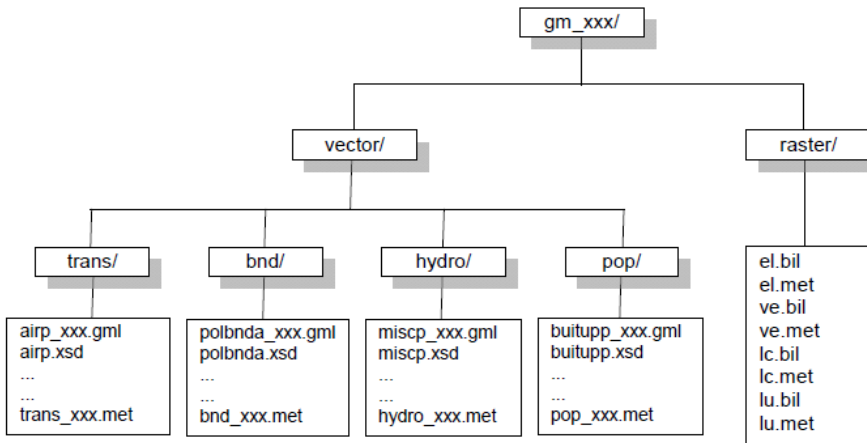 gm_xxx/
vector/
raster/
trans/
bnd/
hydro/
pop/
airp_xxx.gml
airp.xsd
...
...
trans_xxx.met
polbnda_xxx.gml
polbnda.xsd
...
...
bnd_xxx.met
miscp_xxx.gml
miscp.xsd
...
...
hydro_xxx.met
buitupp_xxx.gml
buitupp.xsd
...
...
pop_xxx.met
el.bil
el.met
ve.bil
ve.met
lc.bil
lc.met
lu.bil
lu.met